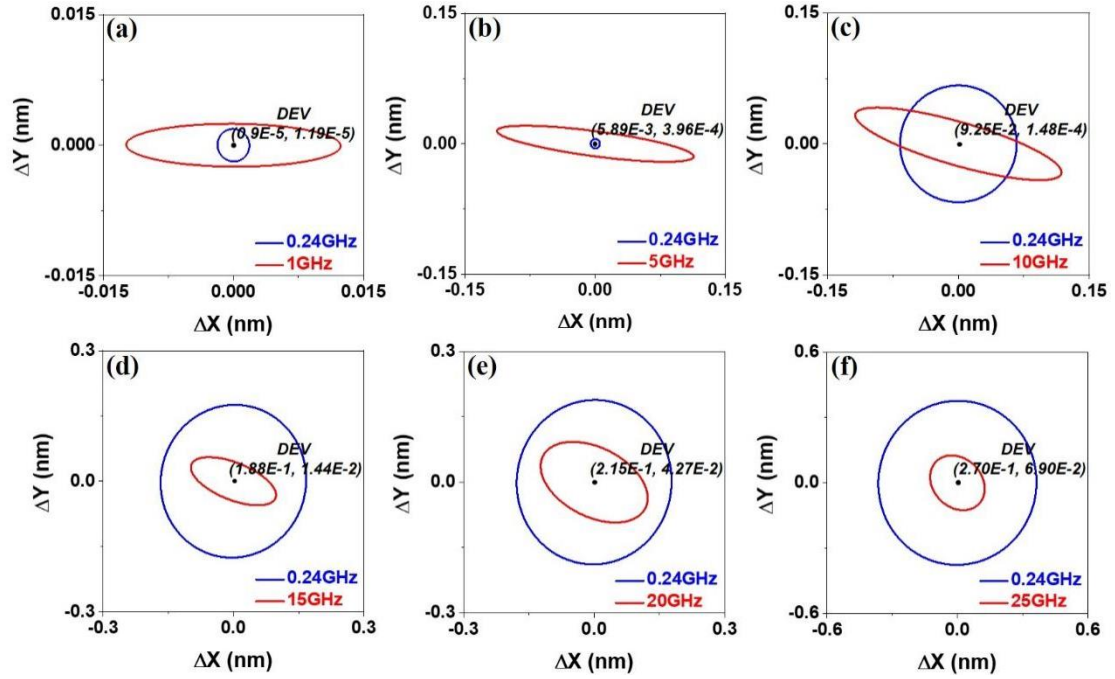 (a)
0.015
0.000
-0.015
ΔY (nm)
DEV
(0.9E-5, 1.19E-5)
0.24GHz
1GHz
-0.015 0.000 0.015
ΔX (nm)
(b)
0.15
0.00
-0.15
ΔY (nm)
DEV
(5.89E-3, 3.96E-4)
0.24GHz
5GHz
-0.15 0.00 0.15
ΔX (nm)
(c)
0.15
0.00
-0.15
ΔY (nm)
DEV
(9.25E-2, 1.48E-4)
0.24GHz
10GHz
-0.15 0.00 0.15
ΔX (nm)
(d)
0.3
0.0
-0.3
ΔY (nm)
DEV
(1.88E-1, 1.44E-2)
0.24GHz
15GHz
-0.3 0.0 0.3
ΔX (nm)
(e)
0.3
0.0
-0.3
ΔY (nm)
DEV
(2.15E-1, 4.27E-2)
0.24GHz
20GHz
-0.3 0.0 0.3
ΔX (nm)
(f)
0.6
0.0
-0.6
ΔY (nm)
DEV
(2.70E-1, 6.90E-2)
0.24GHz
25GHz
-0.6 0.0 0.6
ΔX (nm)